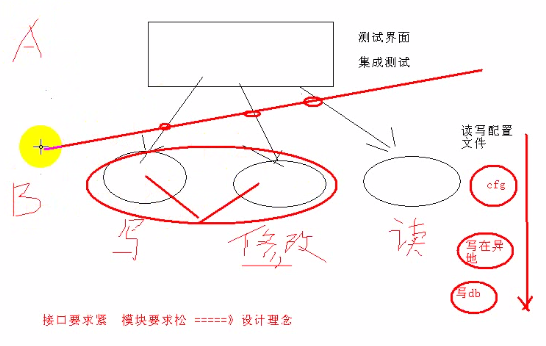 A
测试界面
集成测试
读写配置
文件
cfg
B
写
修改
读
写在异
地
写db
接口要求紧 模块要求松 =====》设计理念